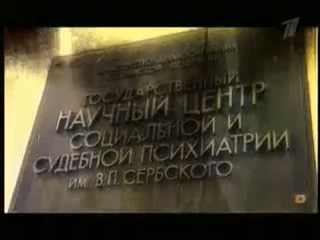 ГОСУДАРСТВЕННЫЙ
НАУЧНЫЙ ЦЕНТР
СОЦИАЛЬНОЙ И
СУДЕБНОЙ ПСИХИАТРИИ
ИМ. В.П. СЕРБСКОГО